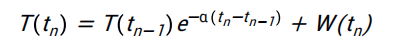 T(tₙ) = T(tₙ₋₁)e^{-α(tₙ-tₙ₋₁)} + W(tₙ)